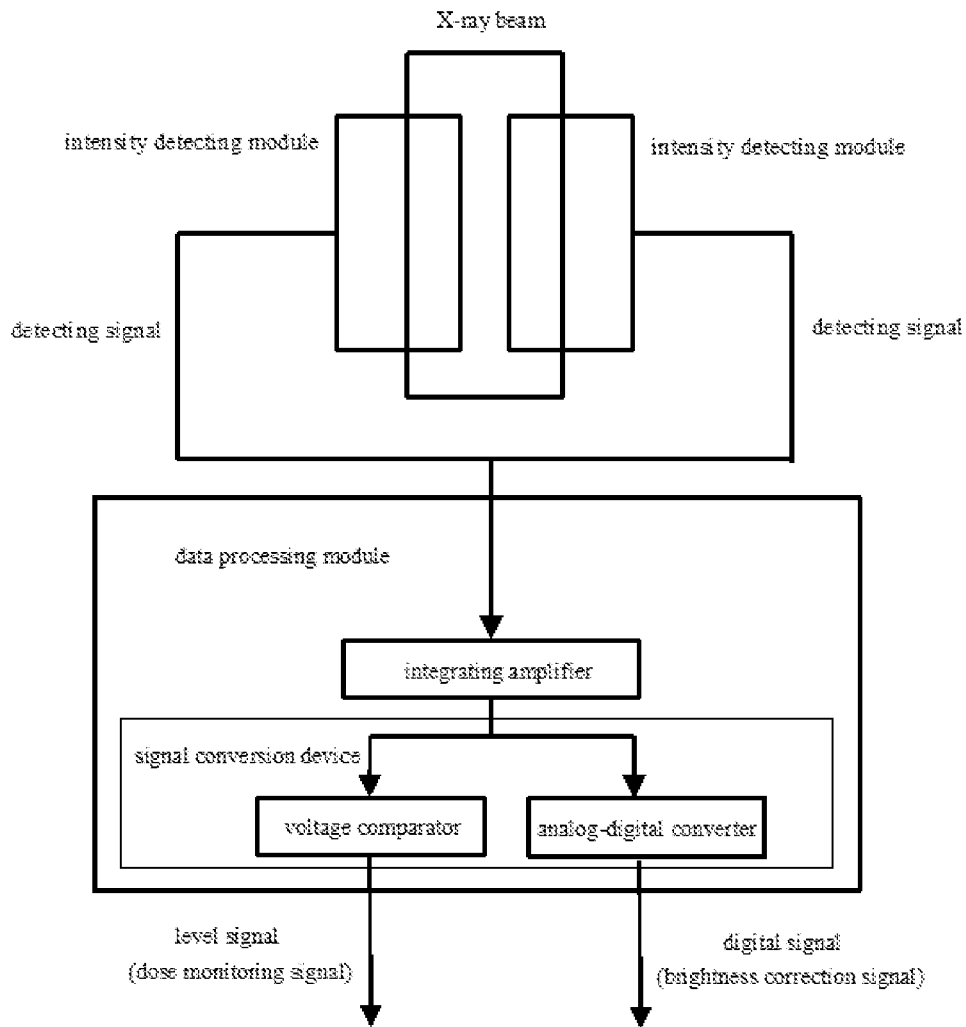 X-ray beam
intensity detecting module
intensity detecting module
detecting signal
detecting signal
data processing module
integrating amplifier
signal conversion device
voltage comparator
analog-digital converter
level signal
(dose monitoring signal)
digital signal
(brightness correction signal)